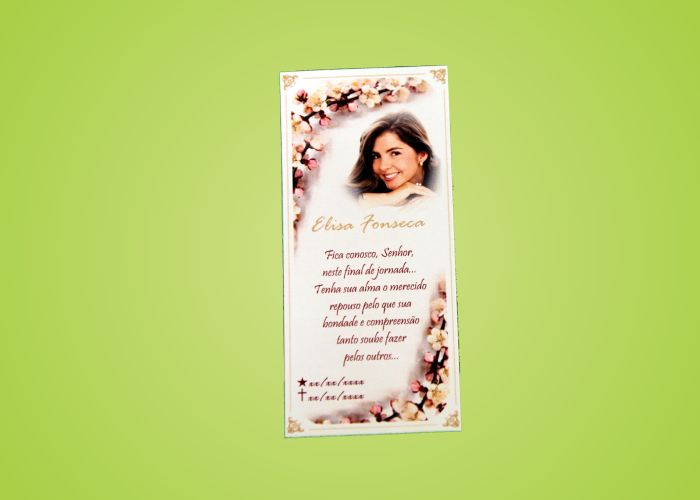 Elisa Fonseca
Fica conosco, Senhor,
neste final de jornada...
Tenha sua alma o merecido
repouso pelo que sua
bondade e compreensão
tanto soube fazer
pelos outros...
★xx/xx/xxxx
†xx/xx/xxxx